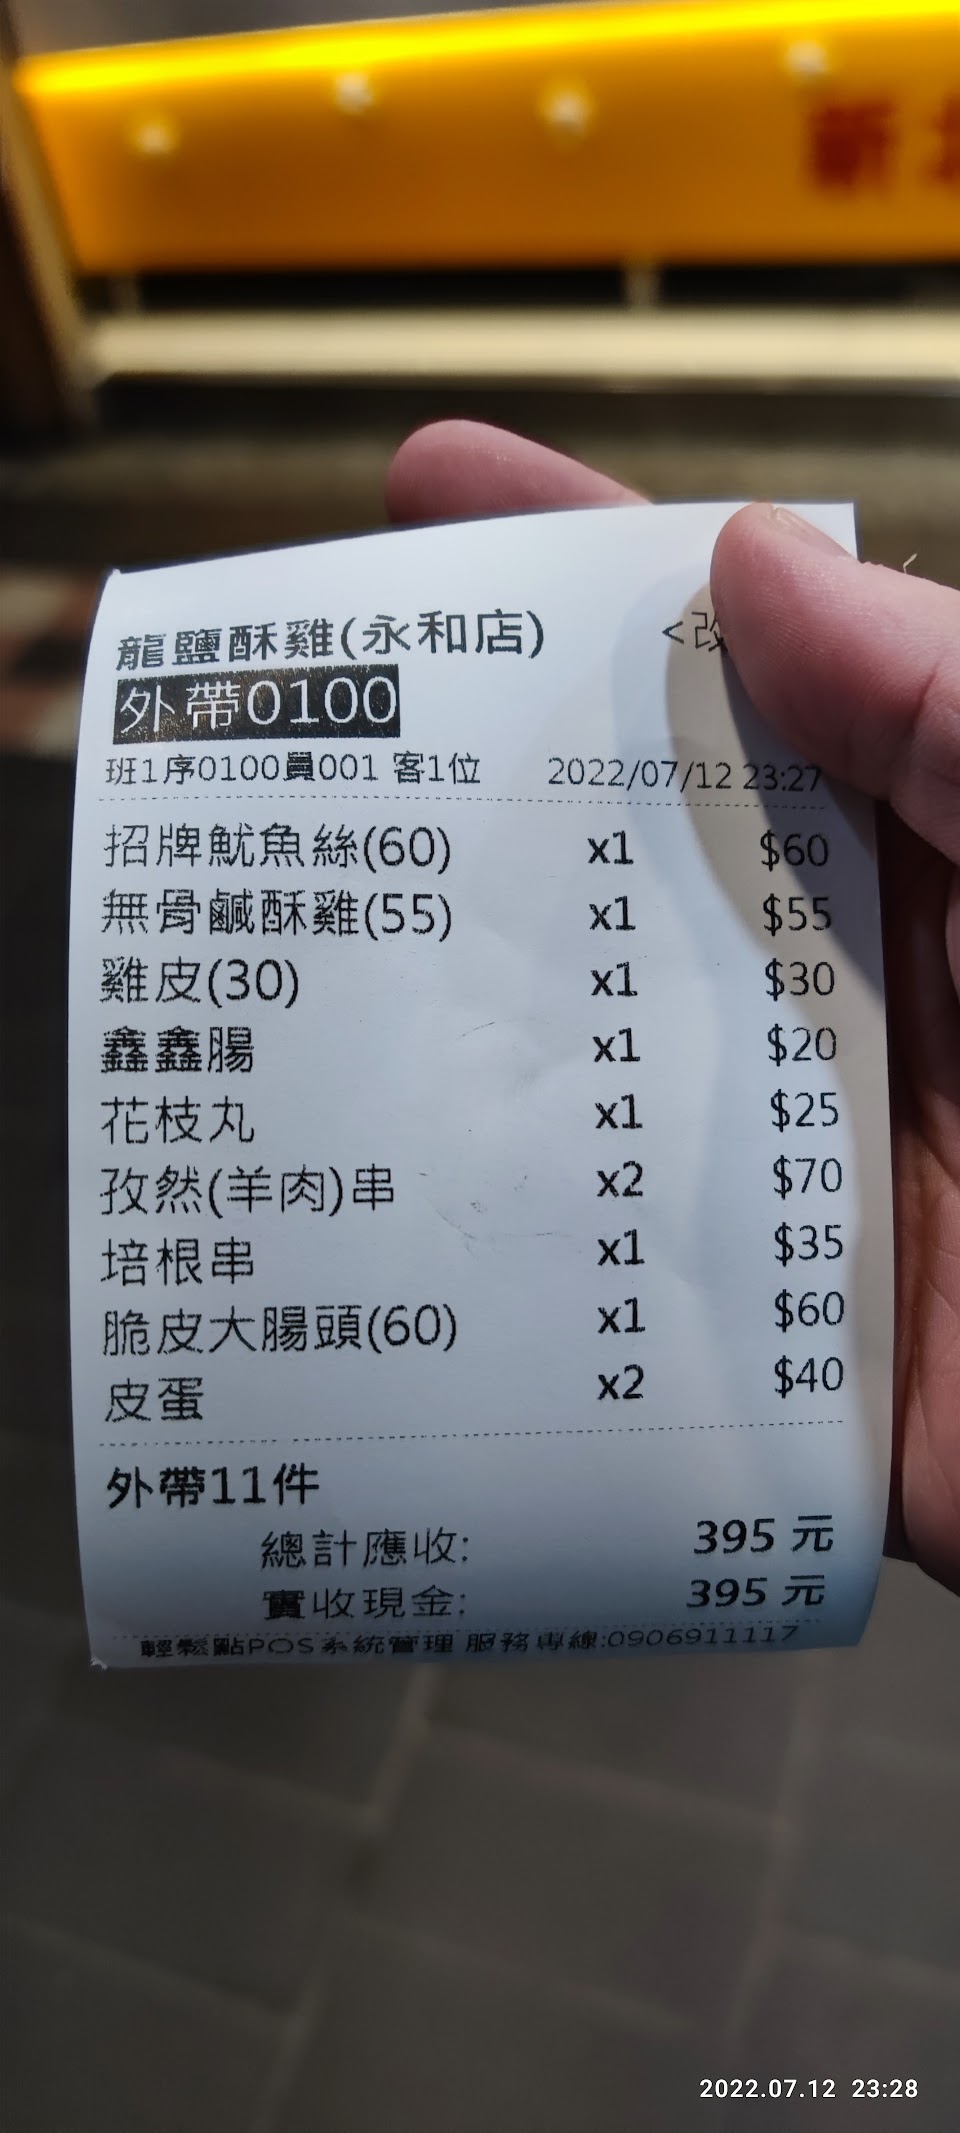 新
龍鹽酥雞(永和店)
<改
外帶0100
班1序0100員001 客1位 2022/07/12 23:27
招牌魷魚絲(60) x1 $60
無骨鹹酥雞(55) x1 $55
雞皮(30) x1 $30
鑫鑫腸 x1 $20
花枝丸 x1 $25
孜然(羊肉)串 x2 $70
培根串 x1 $35
脆皮大腸頭(60) x1 $60
皮蛋 x2 $40
外帶11件
總計應收: 395 元
實收現金: 395 元
輕鬆點POS系統管理 服務專線:0906911117
2022.07.12 23:28